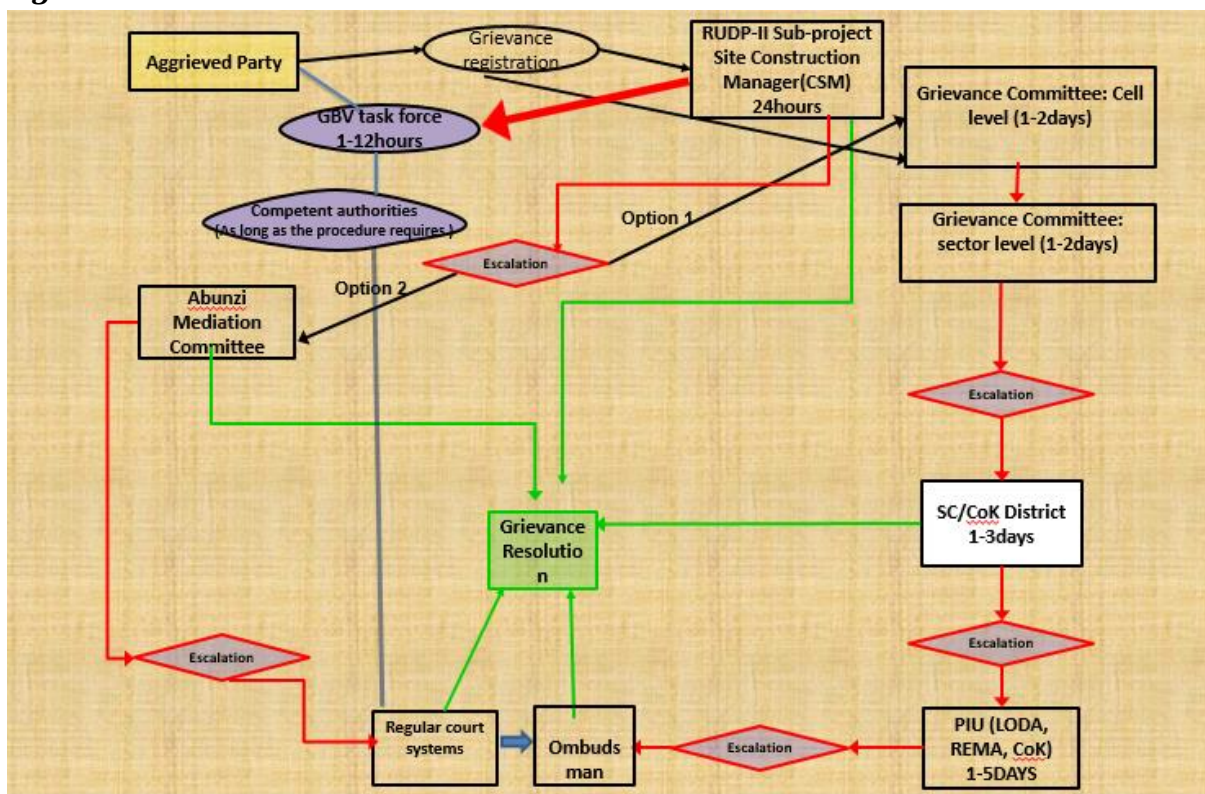 Aggrieved Party
Grievance
registration
RUDP-II Sub-project
Site Construction
Manager(CSM)
24hours
Grievance Committee: Cell
level (1-2days)
GBV task force
1-12hours
Competent authorities
(As long as the procedure requires )
Option 1
Grievance Committee:
sector level (1-2days)
Escalation
Option 2
Abunzi
Mediation
Committee
Escalation
SC/CoK District
1-3days
Grievance
Resolutio
n
Escalation
Escalation
Regular court
systems
Ombuds
man
Escalation
PIU (LODA,
REMA, CoK)
1-5DAYS